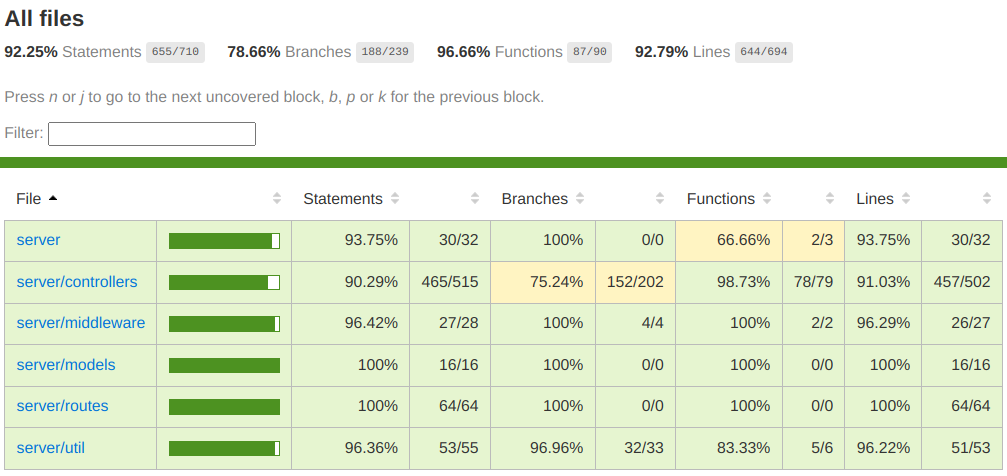 All files
92.25% Statements 655/710 78.66% Branches 188/239 96.66% Functions 87/90 92.79% Lines 644/694
Press n or j to go to the next uncovered block, b, p or k for the previous block.
Filter:
File Statements Branches Functions Lines
server 93.75% 30/32 100% 0/0 66.66% 2/3 93.75% 30/32
server/controllers 90.29% 465/515 75.24% 152/202 98.73% 78/79 91.03% 457/502
server/middleware 96.42% 27/28 100% 4/4 100% 2/2 96.29% 26/27
server/models 100% 16/16 100% 0/0 100% 0/0 100% 16/16
server/routes 100% 64/64 100% 0/0 100% 0/0 100% 64/64
server/util 96.36% 53/55 96.96% 32/33 83.33% 5/6 96.22% 51/53